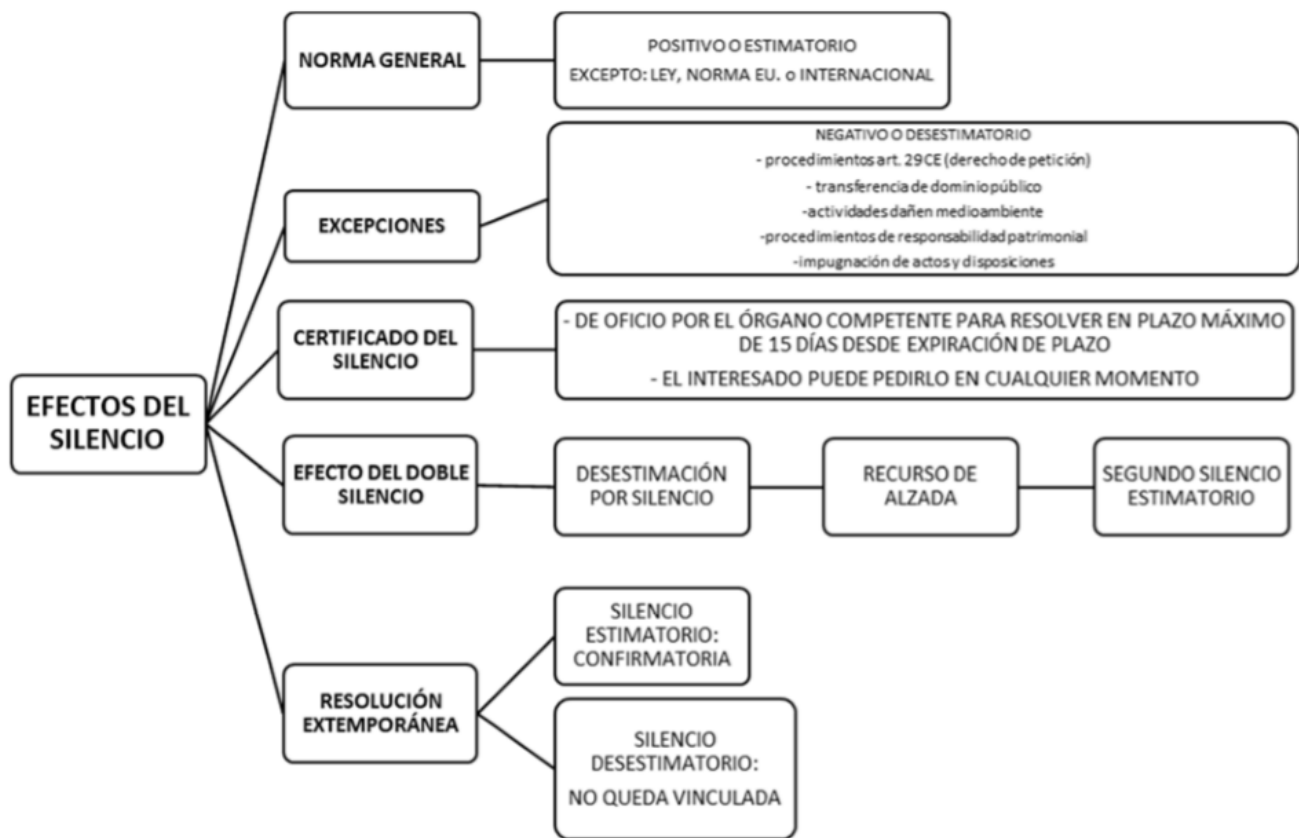 EFECTOS DEL
SILENCIO
NORMA GENERAL
POSITIVO O ESTIMATORIO
EXCEPTO: LEY, NORMA EU. o INTERNACIONAL
EXCEPCIONES
NEGATIVO O DESESTIMATORIO
- procedimientos art. 29CE (derecho de petición)
- transferencia de dominio público
-actividades dañen medioambiente
-procedimientos de responsabilidad patrimonial
-impugnación de actos y disposiciones
CERTIFICADO DEL
SILENCIO
- DE OFICIO POR EL ÓRGANO COMPETENTE PARA RESOLVER EN PLAZO MÁXIMO
DE 15 DÍAS DESDE EXPIRACIÓN DE PLAZO
- EL INTERESADO PUEDE PEDIRLO EN CUALQUIER MOMENTO
EFECTO DEL DOBLE
SILENCIO
DESESTIMACIÓN
POR SILENCIO
RECURSO DE
ALZADA
SEGUNDO SILENCIO
ESTIMATORIO
RESOLUCIÓN
EXTEMPORÁNEA
SILENCIO
ESTIMATORIO:
CONFIRMATORIA
SILENCIO
DESESTIMATORIO:
NO QUEDA VINCULADA